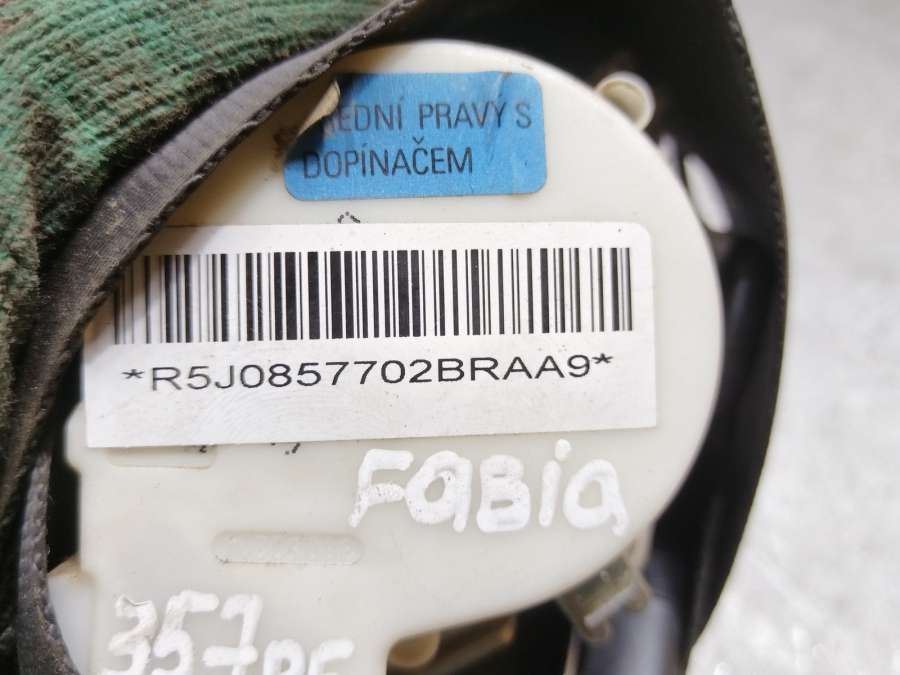 PRAVÝ S
DOPÍNAČEM
*R5J0857702BRAA9*
FABIA